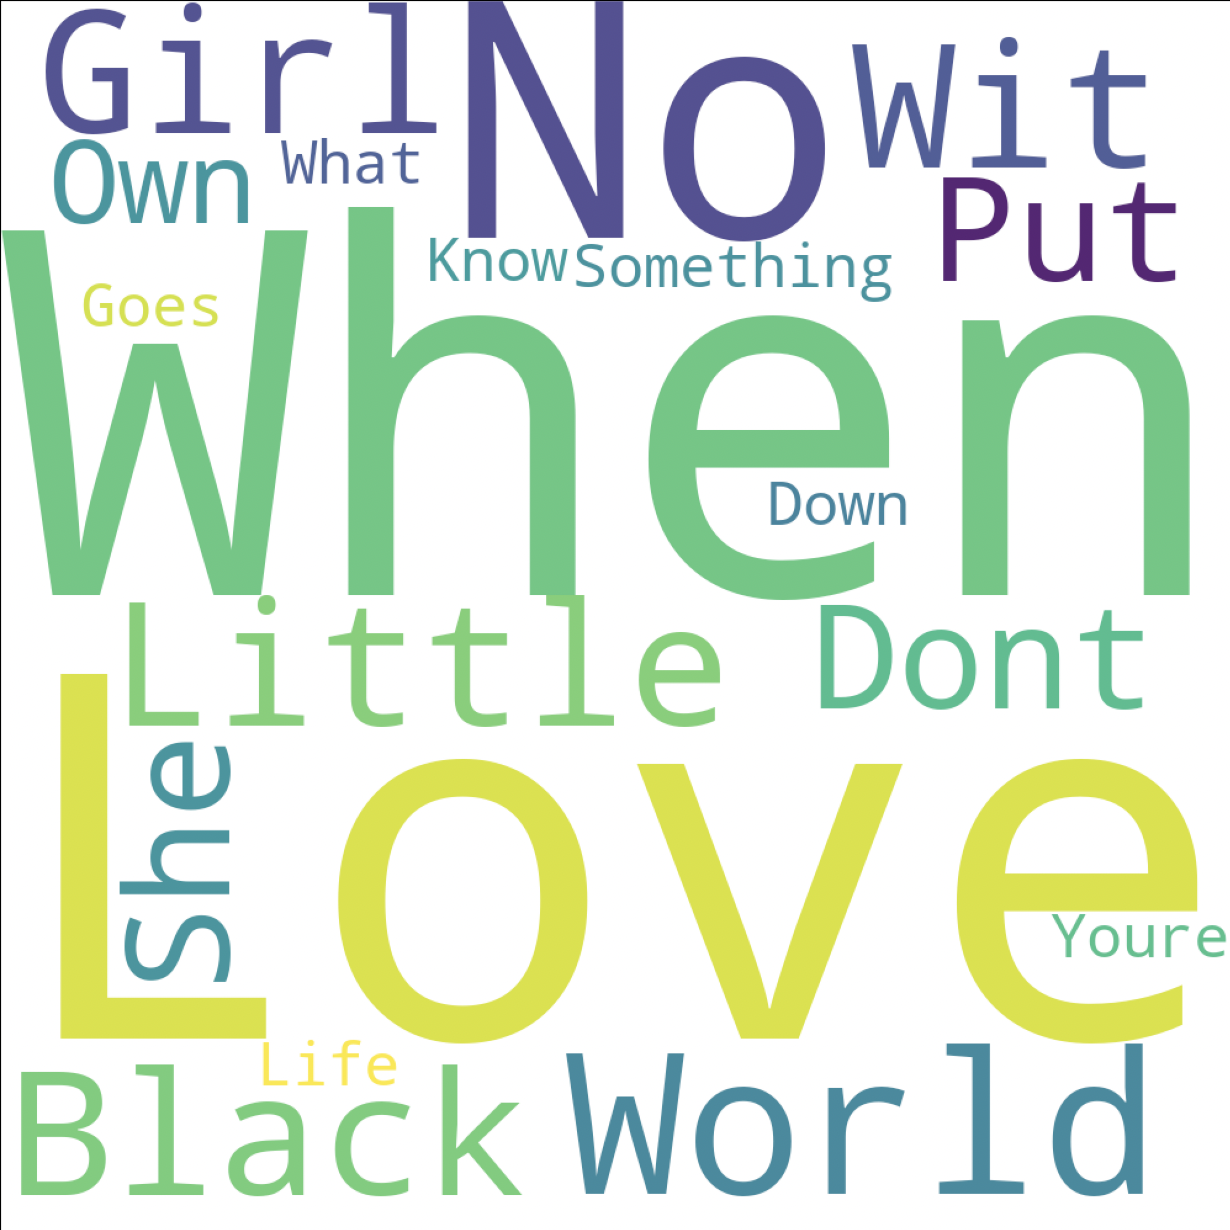 Girl
No
Wit
Own
What
Put
Know
Something
Goes
When
Down
Little
Dont
She
Love
Youre
Life
Black
World